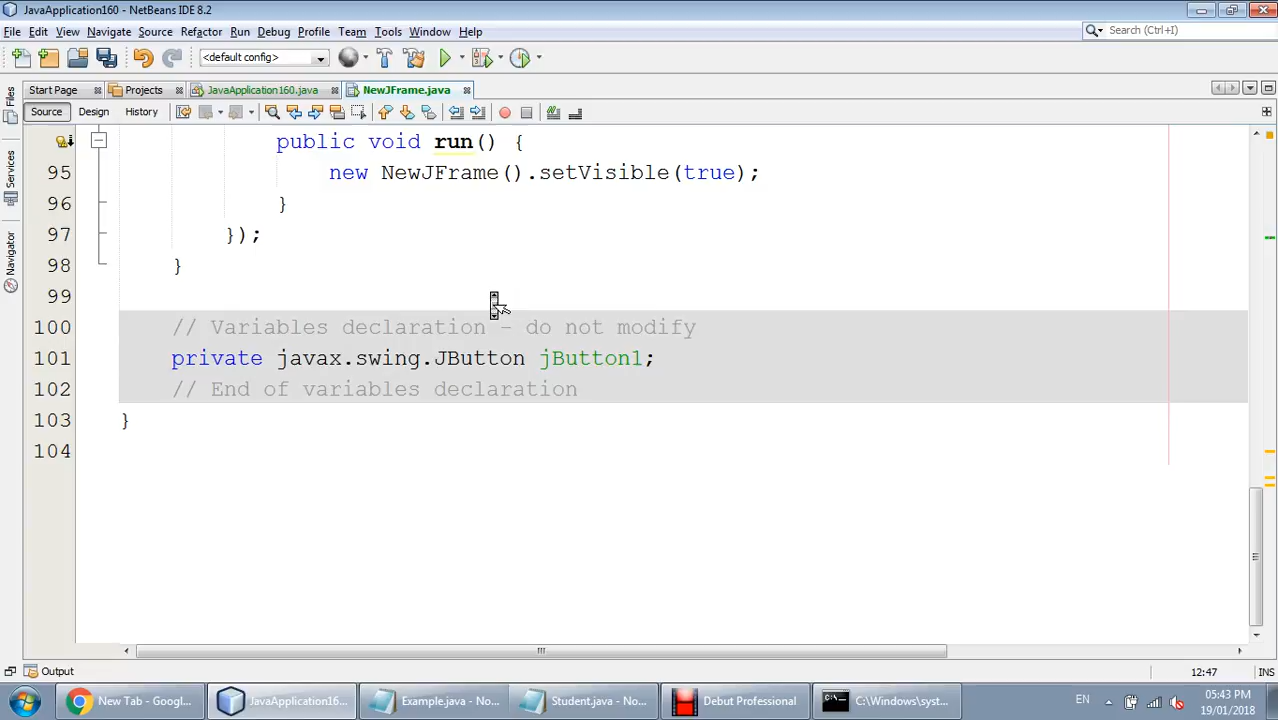 JavaApplication160 - NetBeans IDE 8.2
File Edit View Navigate Source Refactor Run Debug Profile Team Tools Window Help
Search (Ctrl+I)
<default config>
Start Page Projects JavaApplication160.java NewJFrame.java
Source Design History
Files
Services
Navigator
public void run() {
95 new NewJFrame().setVisible(true);
96 }
97 });
98 }
99
100 // Variables declaration - do not modify
101 private javax.swing.JButton jButton1;
102 // End of variables declaration
103 }
104
Output
12:47 INS
New Tab - Googl... JavaApplication16... Example.java - No... Student.java - No... Debut Professional C:\Windows\syst... EN 05:43 PM
19/01/2018